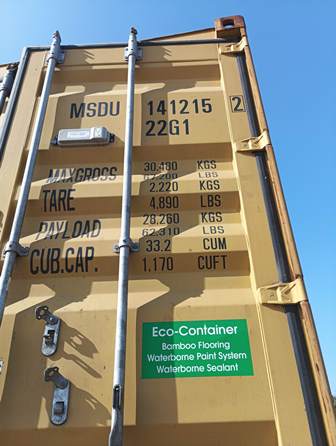 MSDU 141215 2
22G1
MAXGROSS 30.480 KGS
67.200 LBS
TARE 2.220 KGS
4.890 LBS
PAYLOAD 28.260 KGS
62.310 LBS
CUB.CAP. 33.2 CUM
1.170 CUFT
Eco-Container
Bamboo Flooring
Waterborne Paint System
Waterborne Sealant